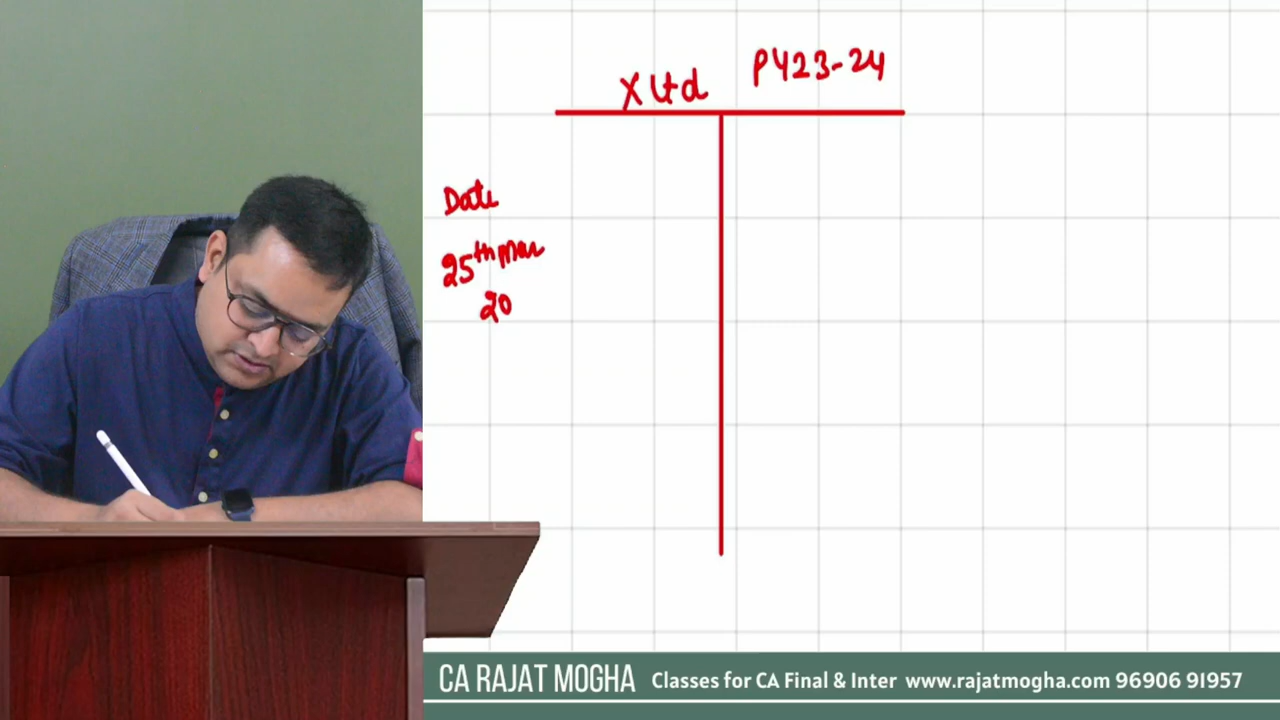 X Ltd PY23-24
Date
25th Mar
20
CA RAJAT MOGHA Classes for CA Final & Inter www.rajatmogha.com 96906 91957